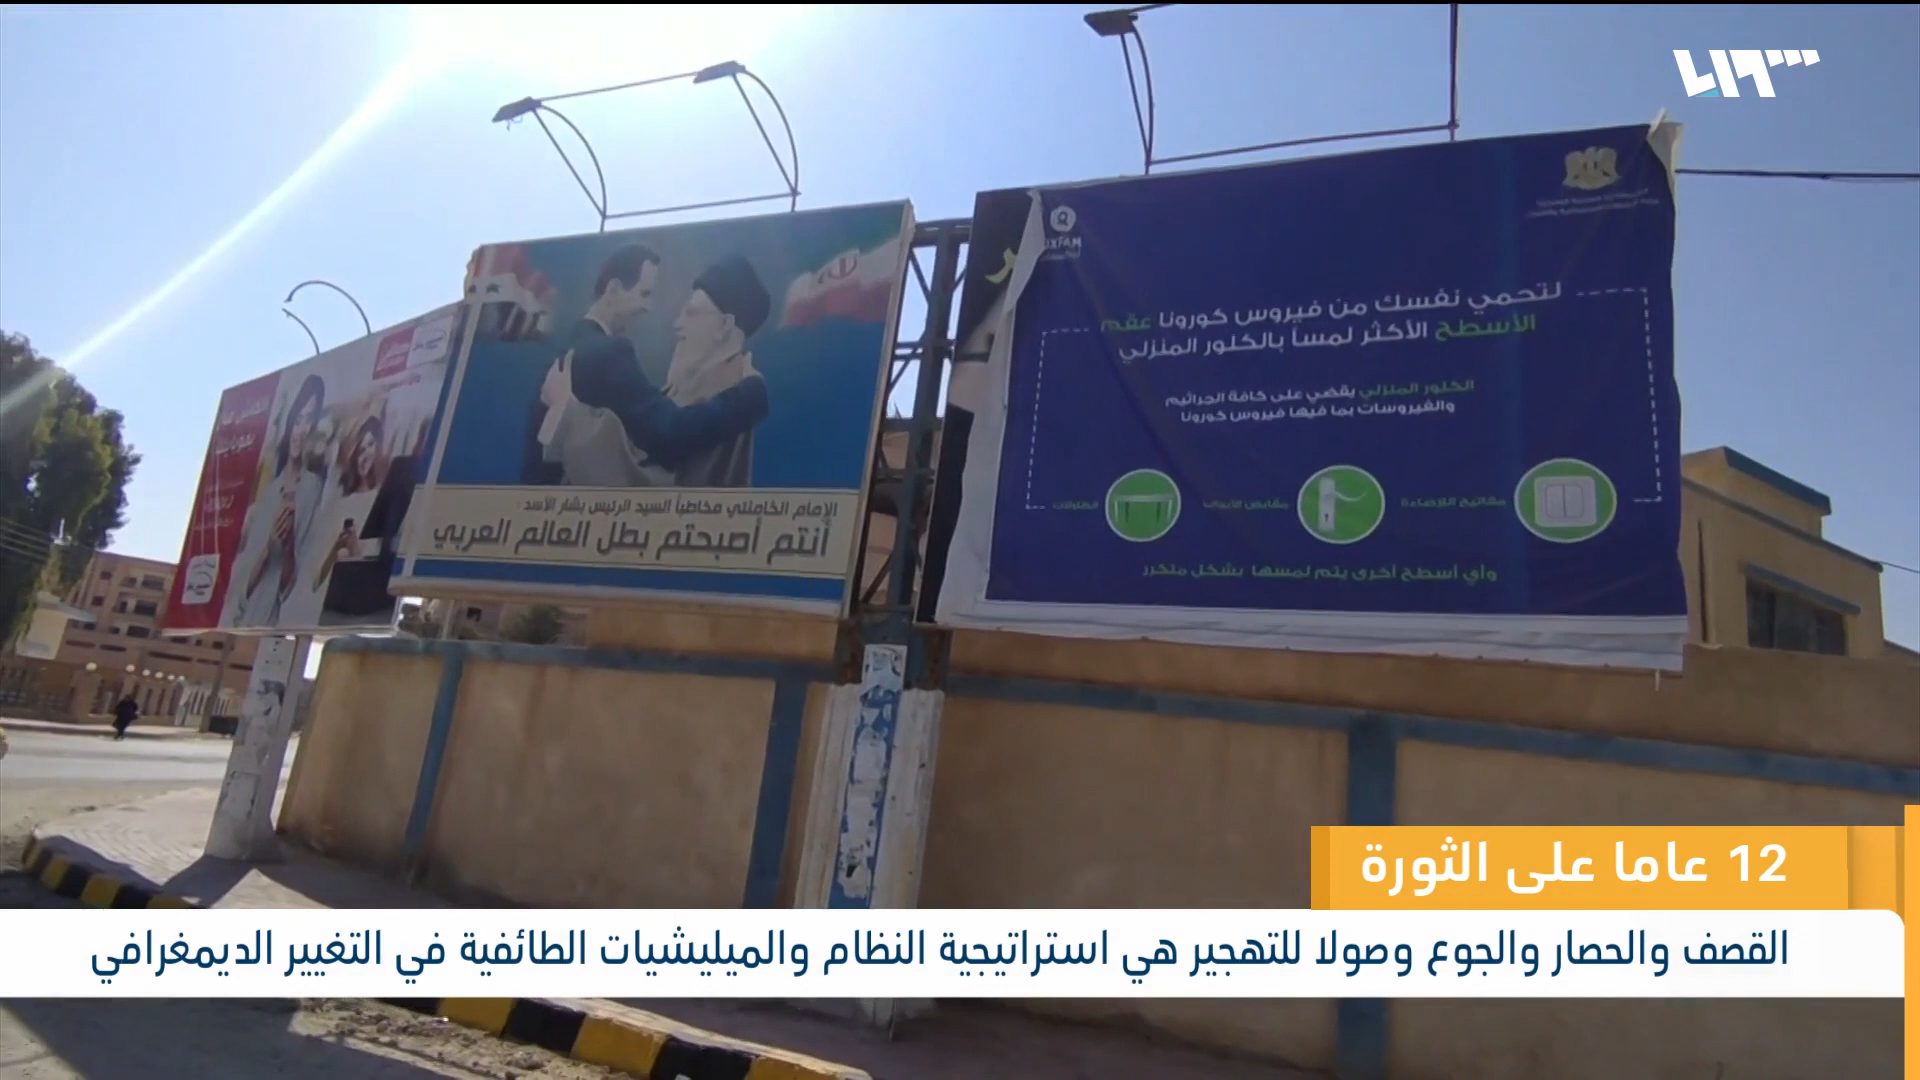 سوريا
OXFAM
لتحمي نفسك من فيروس كورونا عقم
الأسطح الأكثر لمساً بالكلور المنزلي
الكلور المنزلي يقضي على كافة الجراثيم
والفيروسات بما فيها فيروس كورونا
مفاتيح الإضاءة
مقابض الأبواب
الطاولات
وأي أسطح أخرى يتم لمسها بشكل متكرر
الإمام الخامنئي مخاطباً السيد الرئيس بشار الأسد :
أنتم أصبحتم بطل العالم العربي
12 عاما على الثورة
القصف والحصار والجوع وصولا للتهجير هي استراتيجية النظام والميليشيات الطائفية في التغيير الديمغرافي